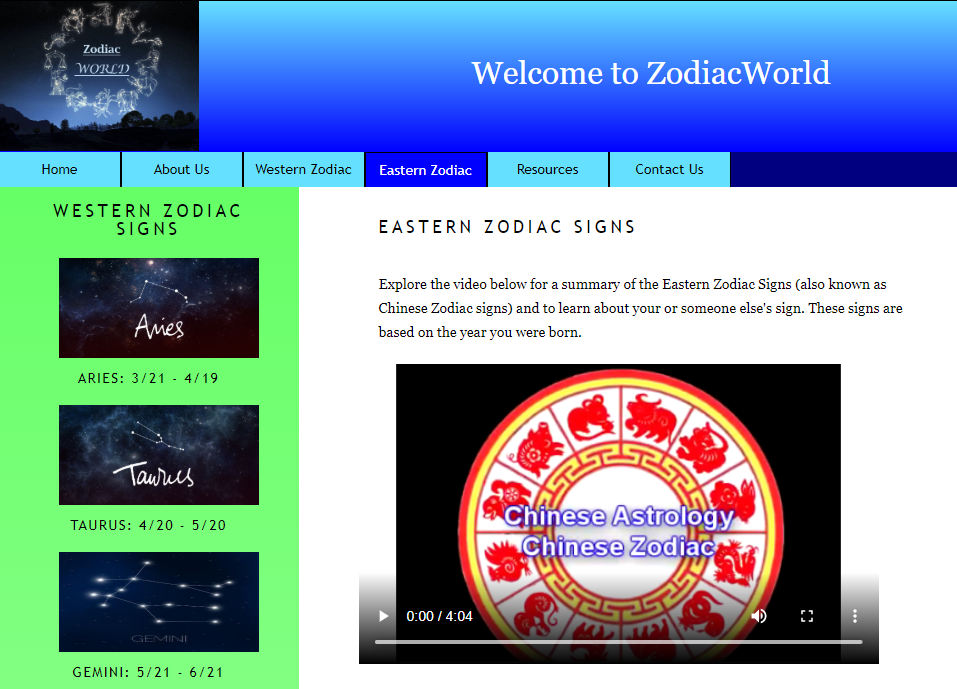 Zodiac
WORLD
Welcome to ZodiacWorld
Home
About Us
Western Zodiac
Eastern Zodiac
Resources
Contact Us
WESTERN ZODIAC
SIGNS
Aries
ARIES: 3/21 - 4/19
Taurus
TAURUS: 4/20 - 5/20
GEMINI
GEMINI: 5/21 - 6/21
EASTERN ZODIAC SIGNS
Explore the video below for a summary of the Eastern Zodiac Signs (also known as
Chinese Zodiac signs) and to learn about your or someone else's sign. These signs are
based on the year you were born.
Chinese Astrology
Chinese Zodiac
0:00 / 4:04